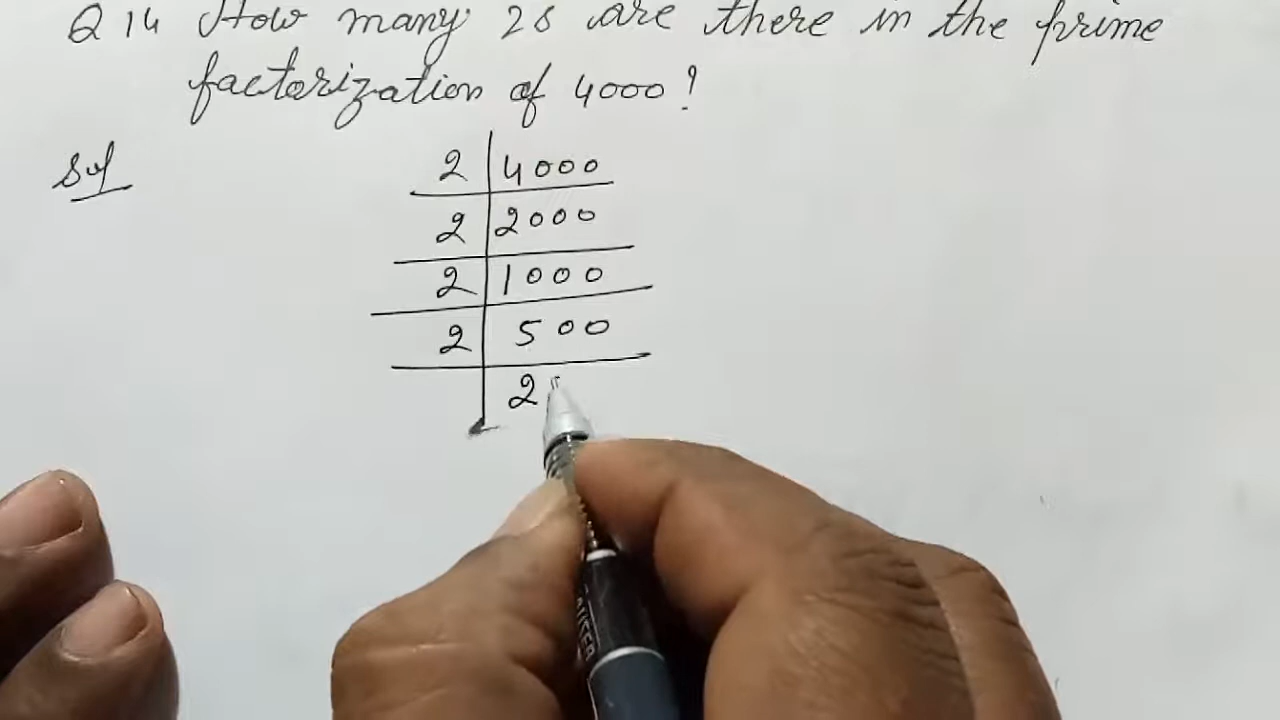 Q 14 How many 2s are there in the prime
factorization of 4000?
Sol
2 4000
2 2000
2 1000
2 500
2